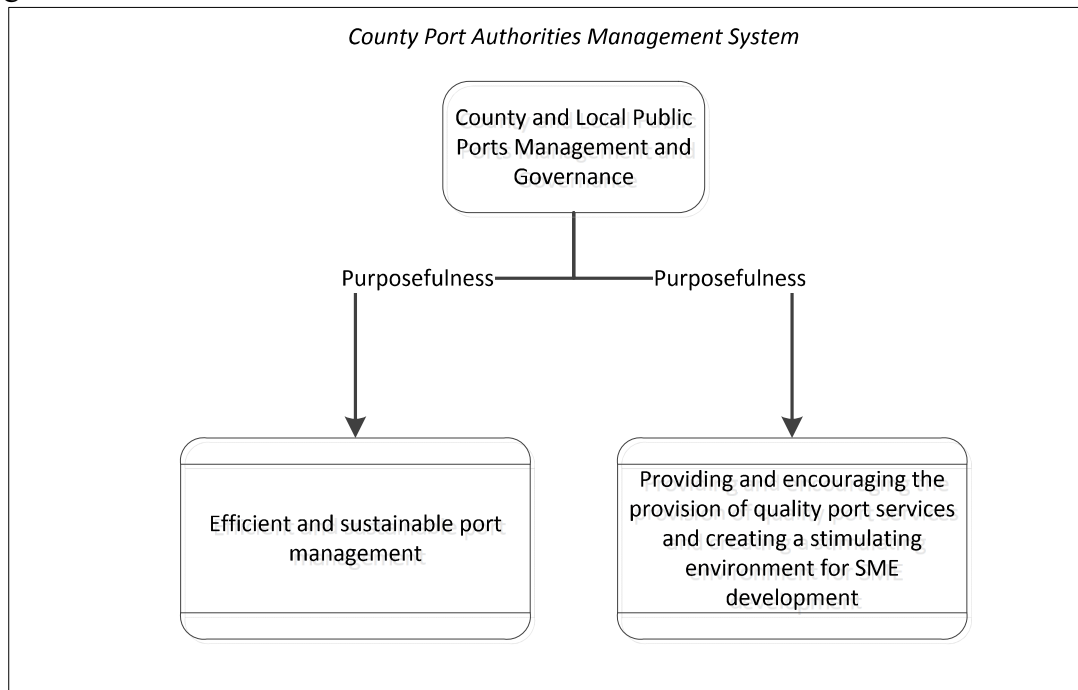 County Port Authorities Management System
County and Local Public
Ports Management and
Governance
Purposefulness
Purposefulness
Efficient and sustainable port
management
Providing and encouraging the
provision of quality port services
and creating a stimulating
environment for SME
development